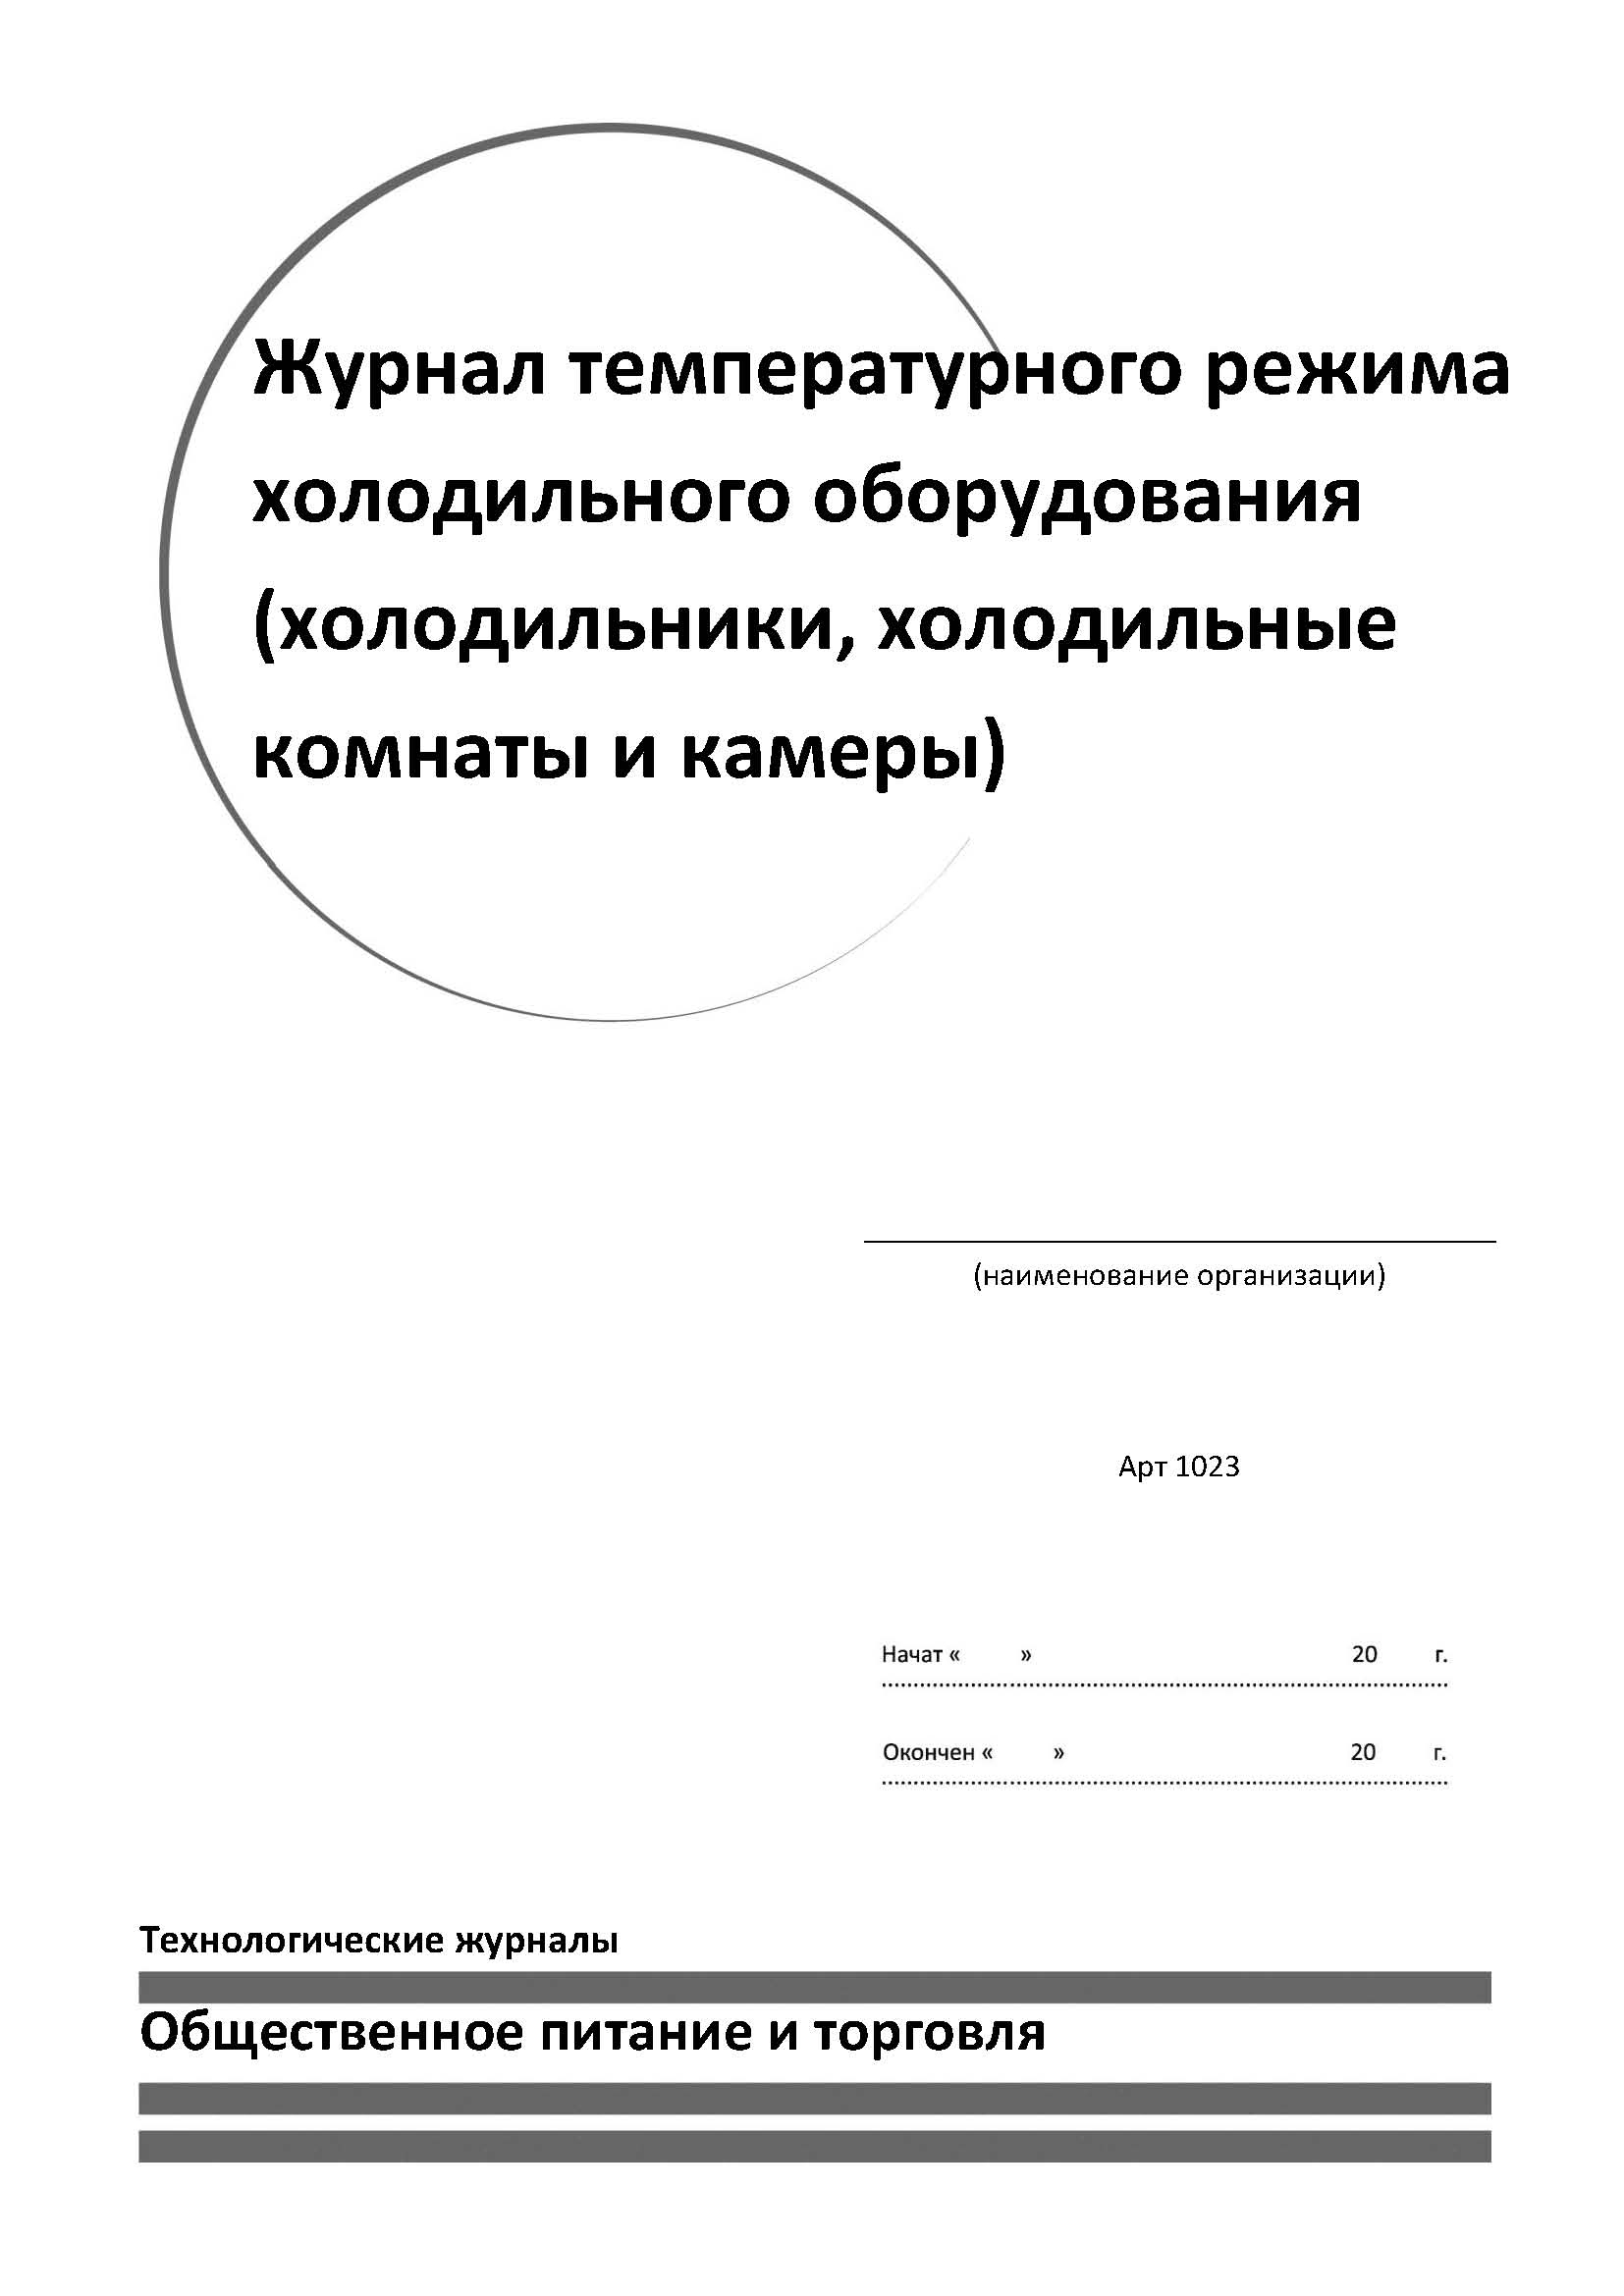 Журнал температурного режима
холодильного оборудования
(холодильники, холодильные
комнаты и камеры)
(наименование организации)
Арт 1023
Начат « » 20 г.
Окончен « » 20 г.
Технологические журналы
Общественное питание и торговля